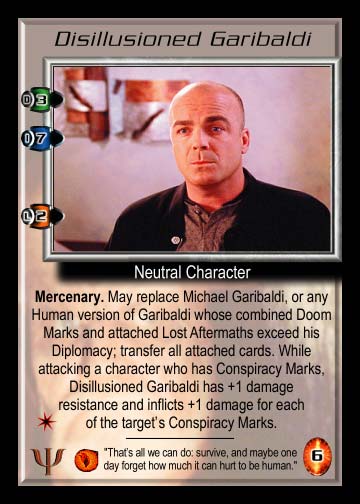 Disillusioned Garibaldi
D 3
I 7
L 2
Neutral Character
Mercenary. May replace Michael Garibaldi, or any
Human version of Garibaldi whose combined Doom
Marks and attached Lost Aftermaths exceed his
Diplomacy; transfer all attached cards. While
attacking a character who has Conspiracy Marks,
Disillusioned Garibaldi has +1 damage
resistance and inflicts +1 damage for each
of the target's Conspiracy Marks.
"That's all we can do: survive, and maybe one
day forget how much it can hurt to be human."
6